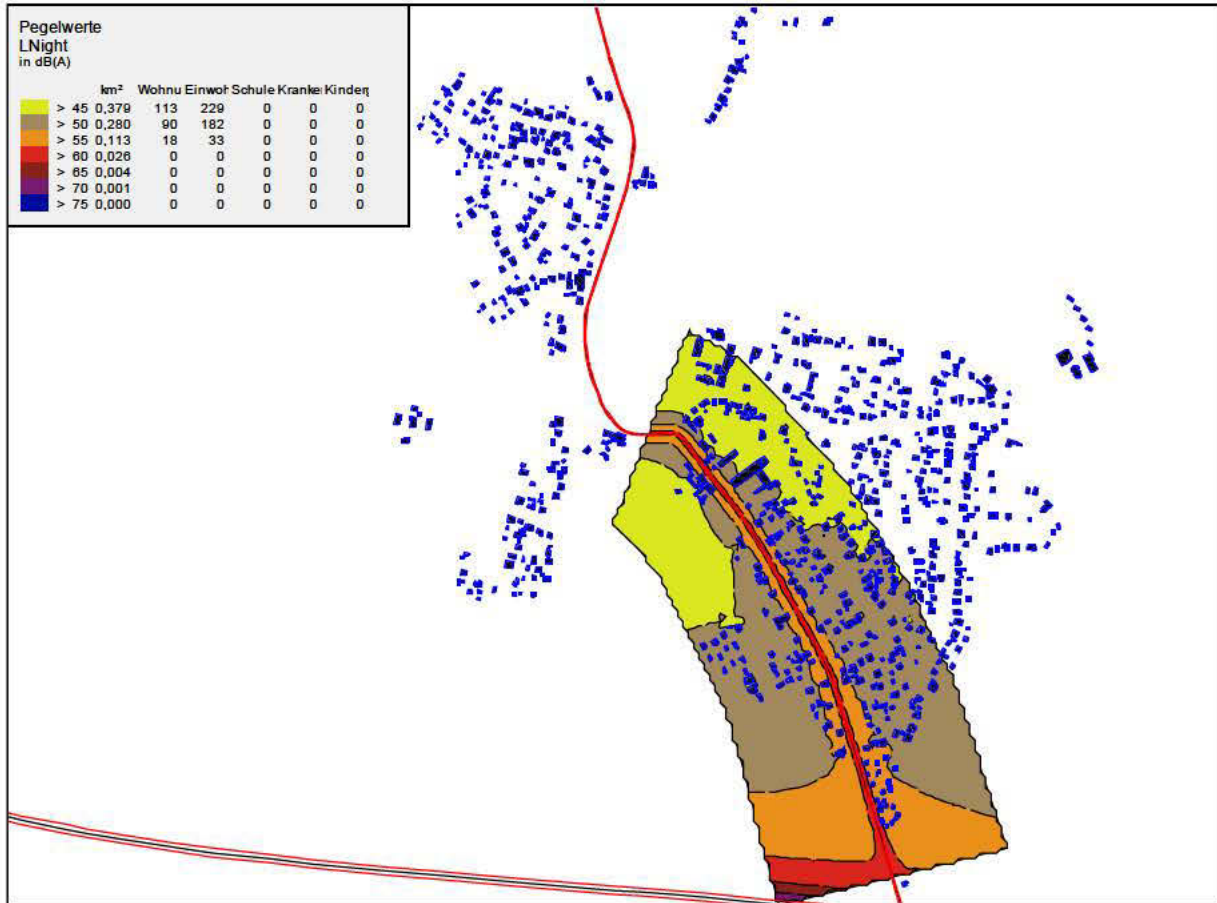 Pegelwerte
LNight
in dB(A)
km² Wohnu Einwoh Schule Kranke Kinderg
> 45 0,379 113 229 0 0 0
> 50 0,280 90 182 0 0 0
> 55 0,113 18 33 0 0 0
> 60 0,026 0 0 0 0 0
> 65 0,004 0 0 0 0 0
> 70 0,001 0 0 0 0 0
> 75 0,000 0 0 0 0 0